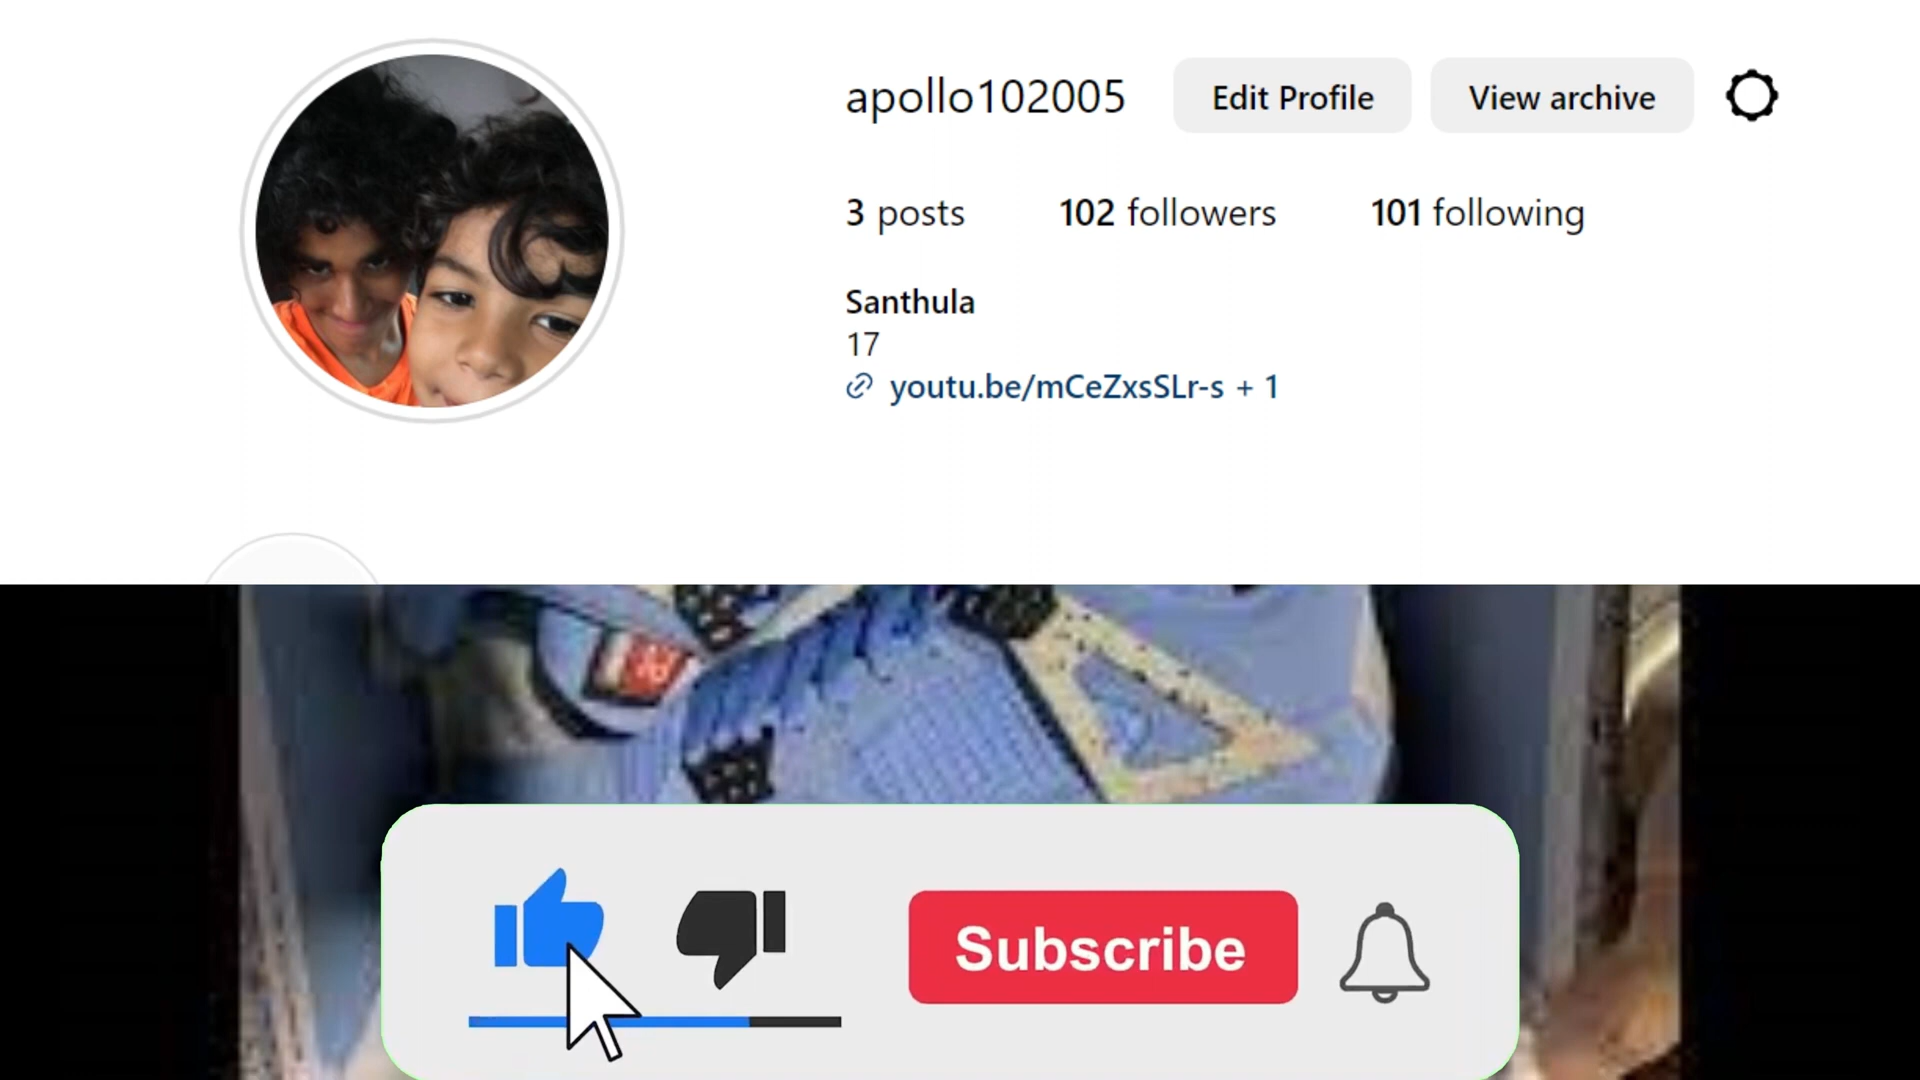 apollo102005 Edit Profile View archive
3 posts 102 followers 101 following
Santhula
17
youtu.be/mCeZxsSLr-s + 1
Subscribe